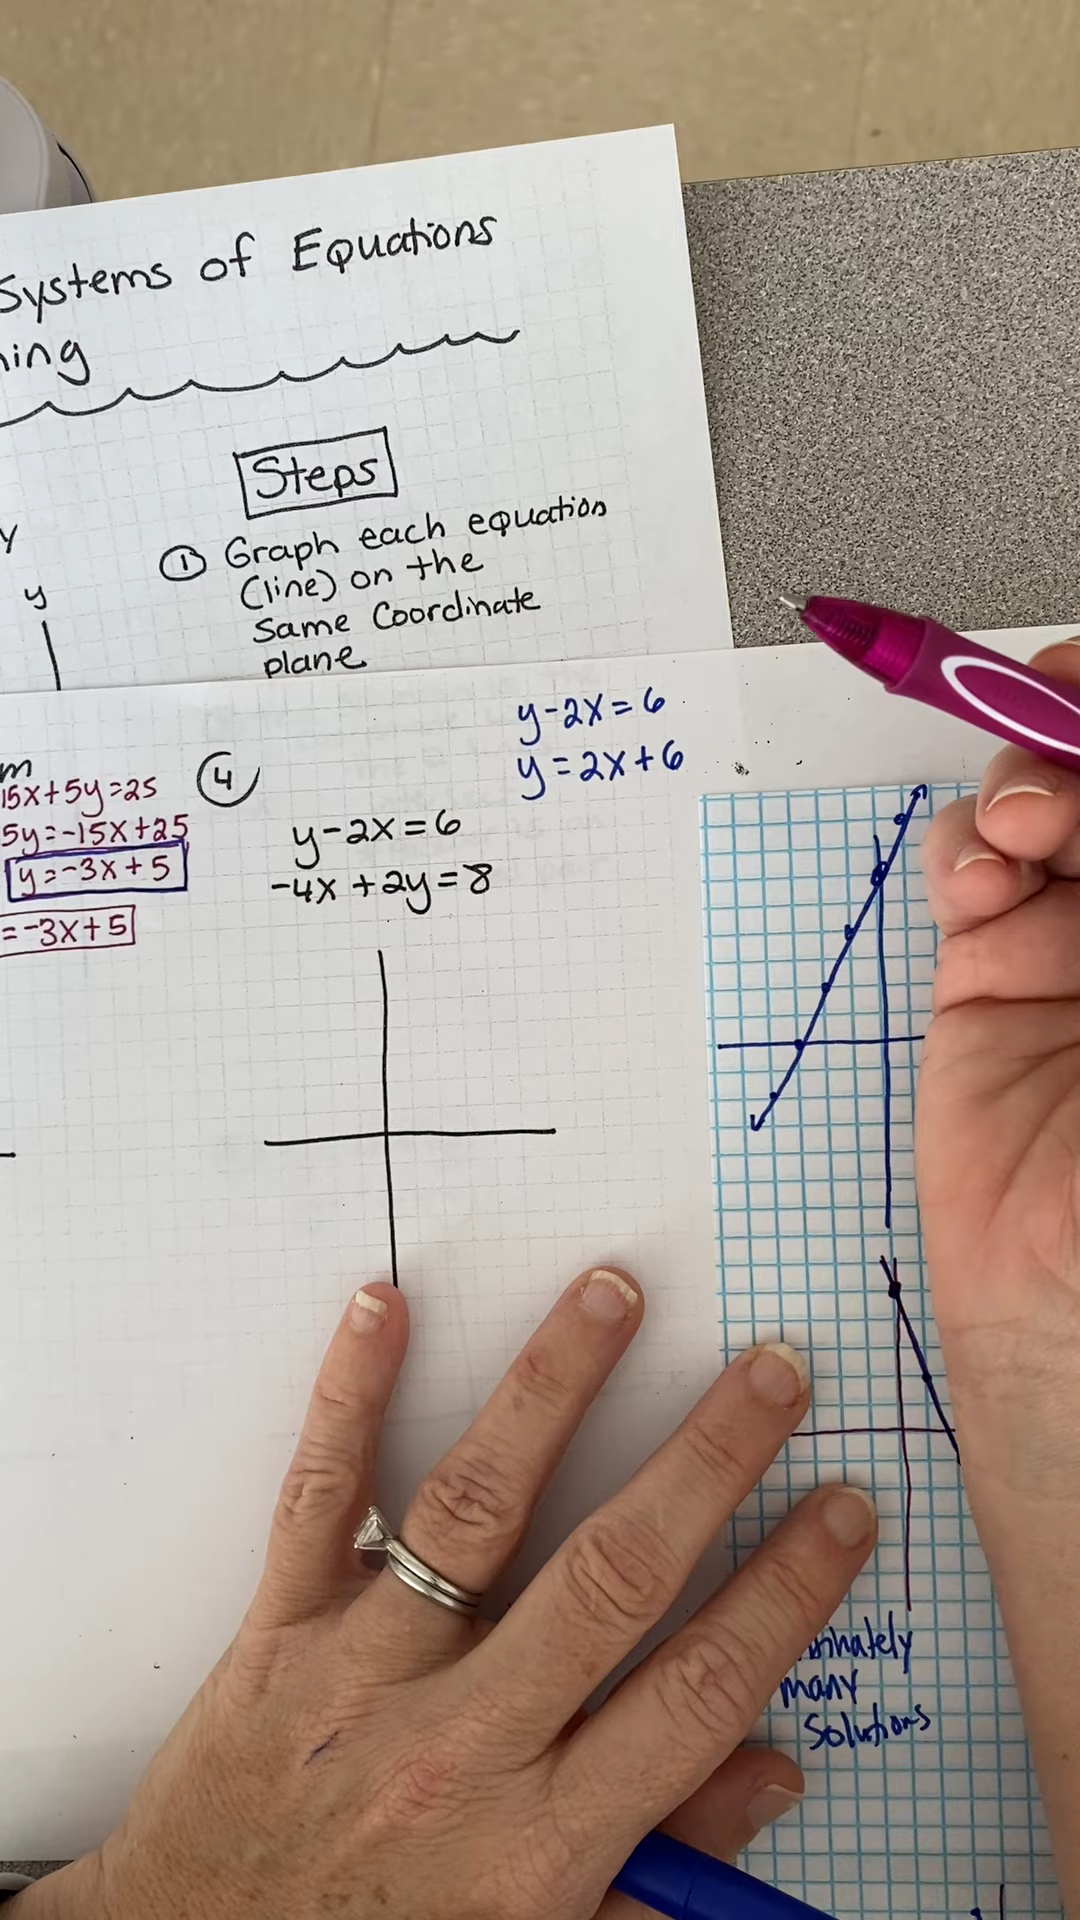 Systems of Equations
Steps
① Graph each equation
(line) on the
Same Coordinate
plane
y
y-2x=6
y=2x+6
15x+5y=25
5y=-15x+25
y=-3x+5
=-3x+5
④
y-2x=6
-4x+2y=8
many
Solutions